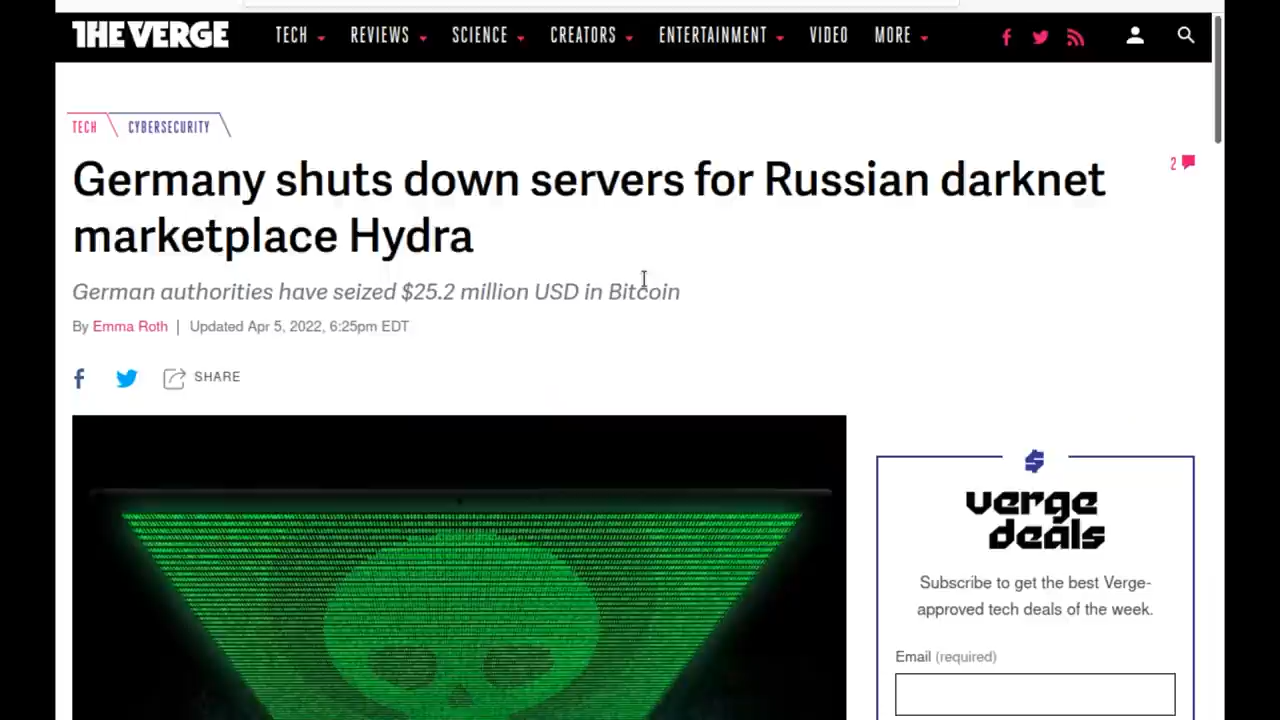 THE VERGE TECH REVIEWS SCIENCE CREATORS ENTERTAINMENT VIDEO MORE
TECH CYBERSECURITY
Germany shuts down servers for Russian darknet
marketplace Hydra
2
German authorities have seized $25.2 million USD in Bitcoin
By Emma Roth | Updated Apr 5, 2022, 6:25pm EDT
SHARE
$
verge
deals
Subscribe to get the best Verge-
approved tech deals of the week.
Email (required)